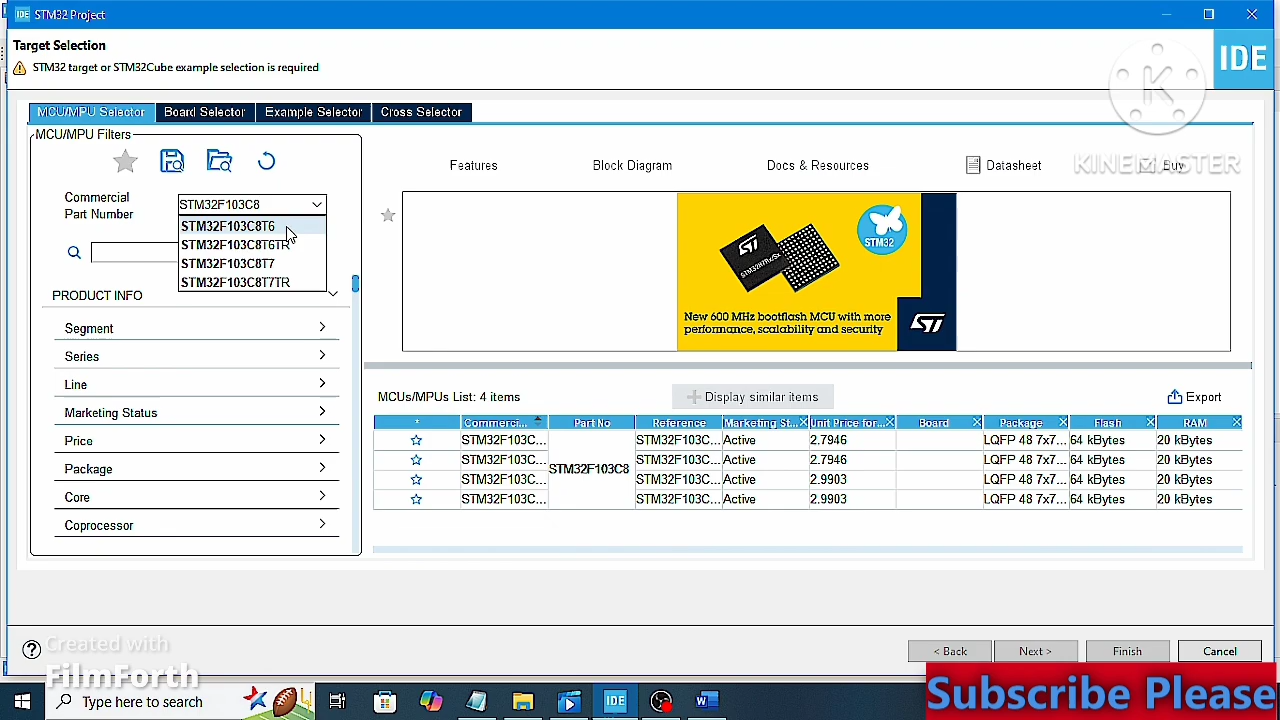 IDE STM32 Project
Target Selection
STM32 target or STM32Cube example selection is required
IDE
MCU/MPU Selector Board Selector Example Selector Cross Selector
MCU/MPU Filters
K
KINEMASTER
Features Block Diagram Docs & Resources Datasheet Buy
Commercial
Part Number
STM32F103C8
STM32F103C8T6
STM32F103C8T6TR
STM32F103C8T7
STM32F103C8T7TR
STM32
ST
New 600 MHz bootflash MCU with more
performance, scalability and security
ST
PRODUCT INFO
Segment
Series
Line
Marketing Status
Price
Package
Core
Coprocessor
MCUs/MPUs List: 4 items
Display similar items
Export
* Commerci... Part No Reference Marketing St... Unit Price for... Board Package Flash RAM
STM32F103C... STM32F103C... Active 2.7946 LQFP 48 7x7... 64 kBytes 20 kBytes
STM32F103C... STM32F103C... Active 2.7946 LQFP 48 7x7... 64 kBytes 20 kBytes
STM32F103C8
STM32F103C... STM32F103C... Active 2.9903 LQFP 48 7x7... 64 kBytes 20 kBytes
STM32F103C... STM32F103C... Active 2.9903 LQFP 48 7x7... 64 kBytes 20 kBytes
? < Back Next > Finish Cancel
Created with
FilmForth
Type here to search
IDE
Subscribe Please